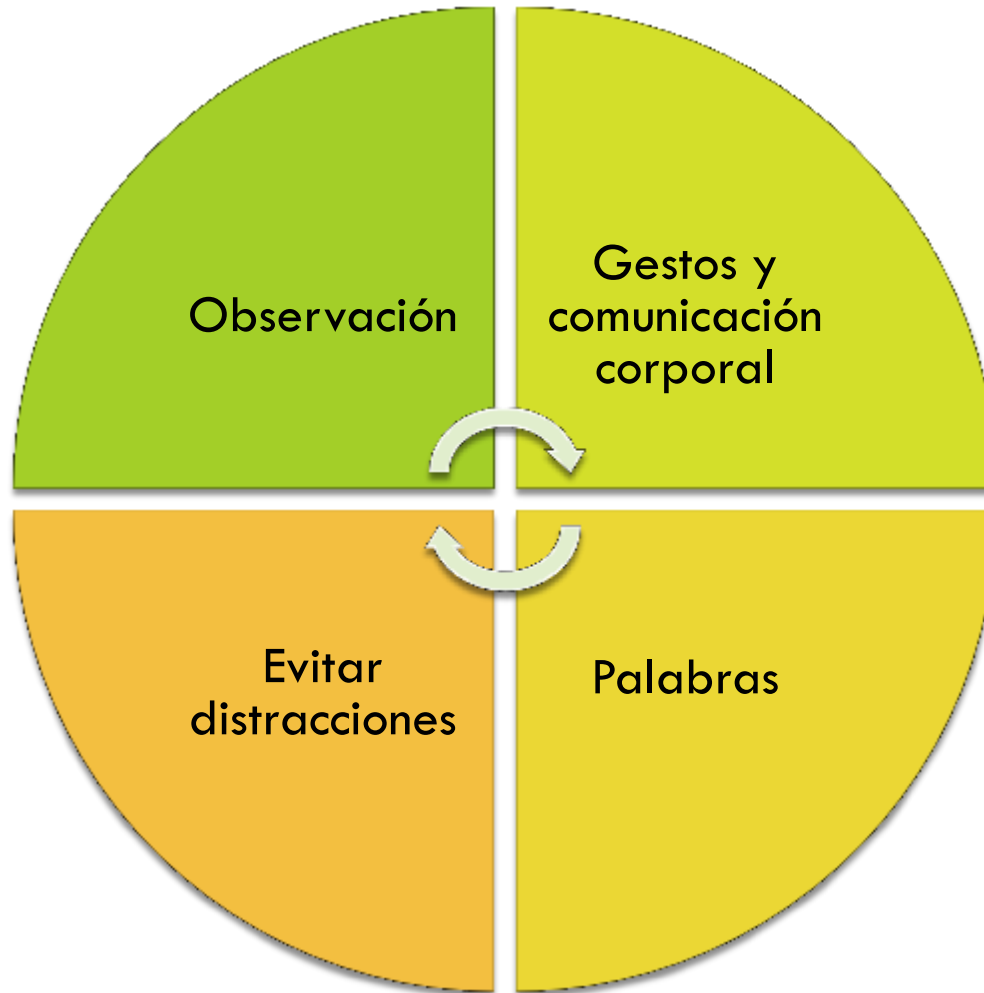 Observación
Gestos y
comunicación
corporal
Evitar
distracciones
Palabras